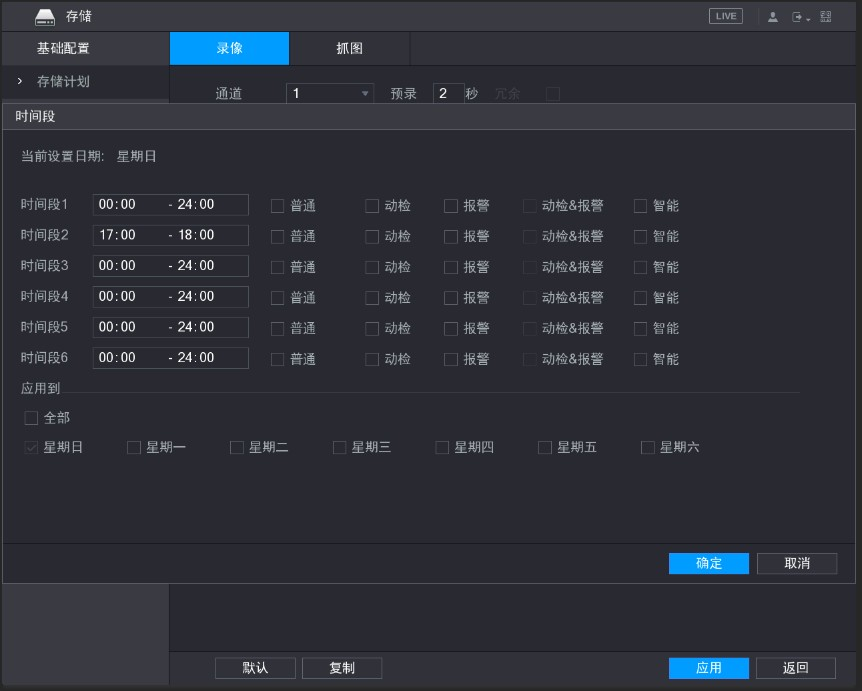 存储 LIVE
基础配置 录像 抓图
存储计划
通道 1 预录 2 秒 冗余
时间段
当前设置日期: 星期日
时间段1 00:00 - 24:00 普通 动检 报警 动检&报警 智能
时间段2 17:00 - 18:00 普通 动检 报警 动检&报警 智能
时间段3 00:00 - 24:00 普通 动检 报警 动检&报警 智能
时间段4 00:00 - 24:00 普通 动检 报警 动检&报警 智能
时间段5 00:00 - 24:00 普通 动检 报警 动检&报警 智能
时间段6 00:00 - 24:00 普通 动检 报警 动检&报警 智能
应用到
全部
星期日 星期一 星期二 星期三 星期四 星期五 星期六
确定 取消
默认 复制 应用 返回